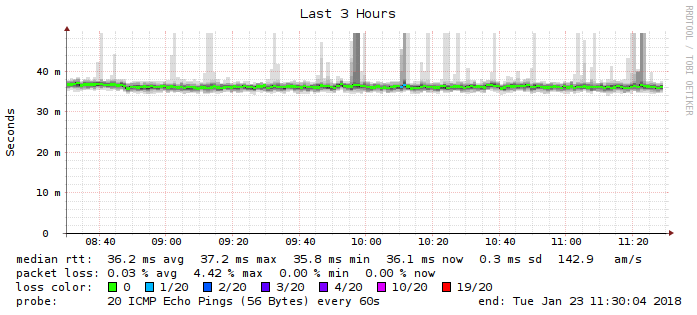 Last 3 Hours
RRDTOOL / TOBI OETIKER
Seconds
40 m
30 m
20 m
10 m
0
08:40 09:00 09:20 09:40 10:00 10:20 10:40 11:00 11:20
median rtt: 36.2 ms avg 37.2 ms max 35.8 ms min 36.1 ms now 0.3 ms sd 142.9 am/s
packet loss: 0.03 % avg 4.42 % max 0.00 % min 0.00 % now
loss color: 0 1/20 2/20 3/20 4/20 10/20 19/20
probe: 20 ICMP Echo Pings (56 Bytes) every 60s end: Tue Jan 23 11:30:04 2018